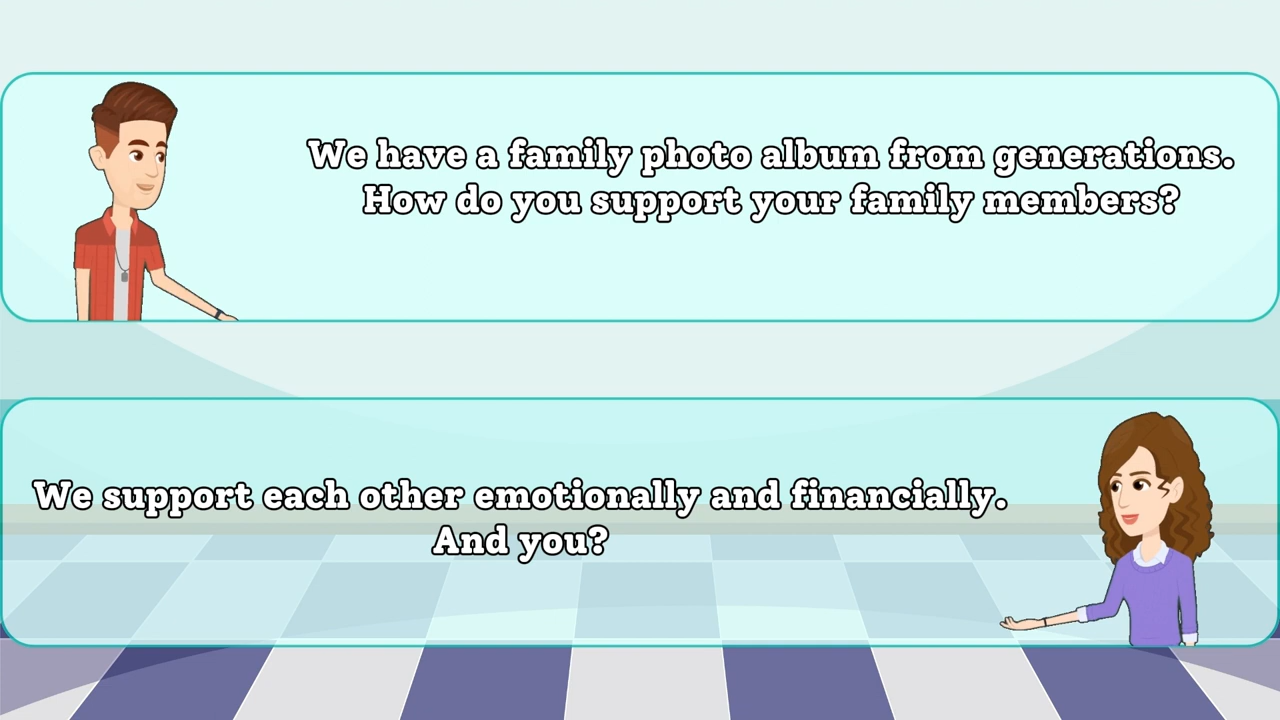 We have a family photo album from generations.
How do you support your family members?
We support each other emotionally and financially.
And you?